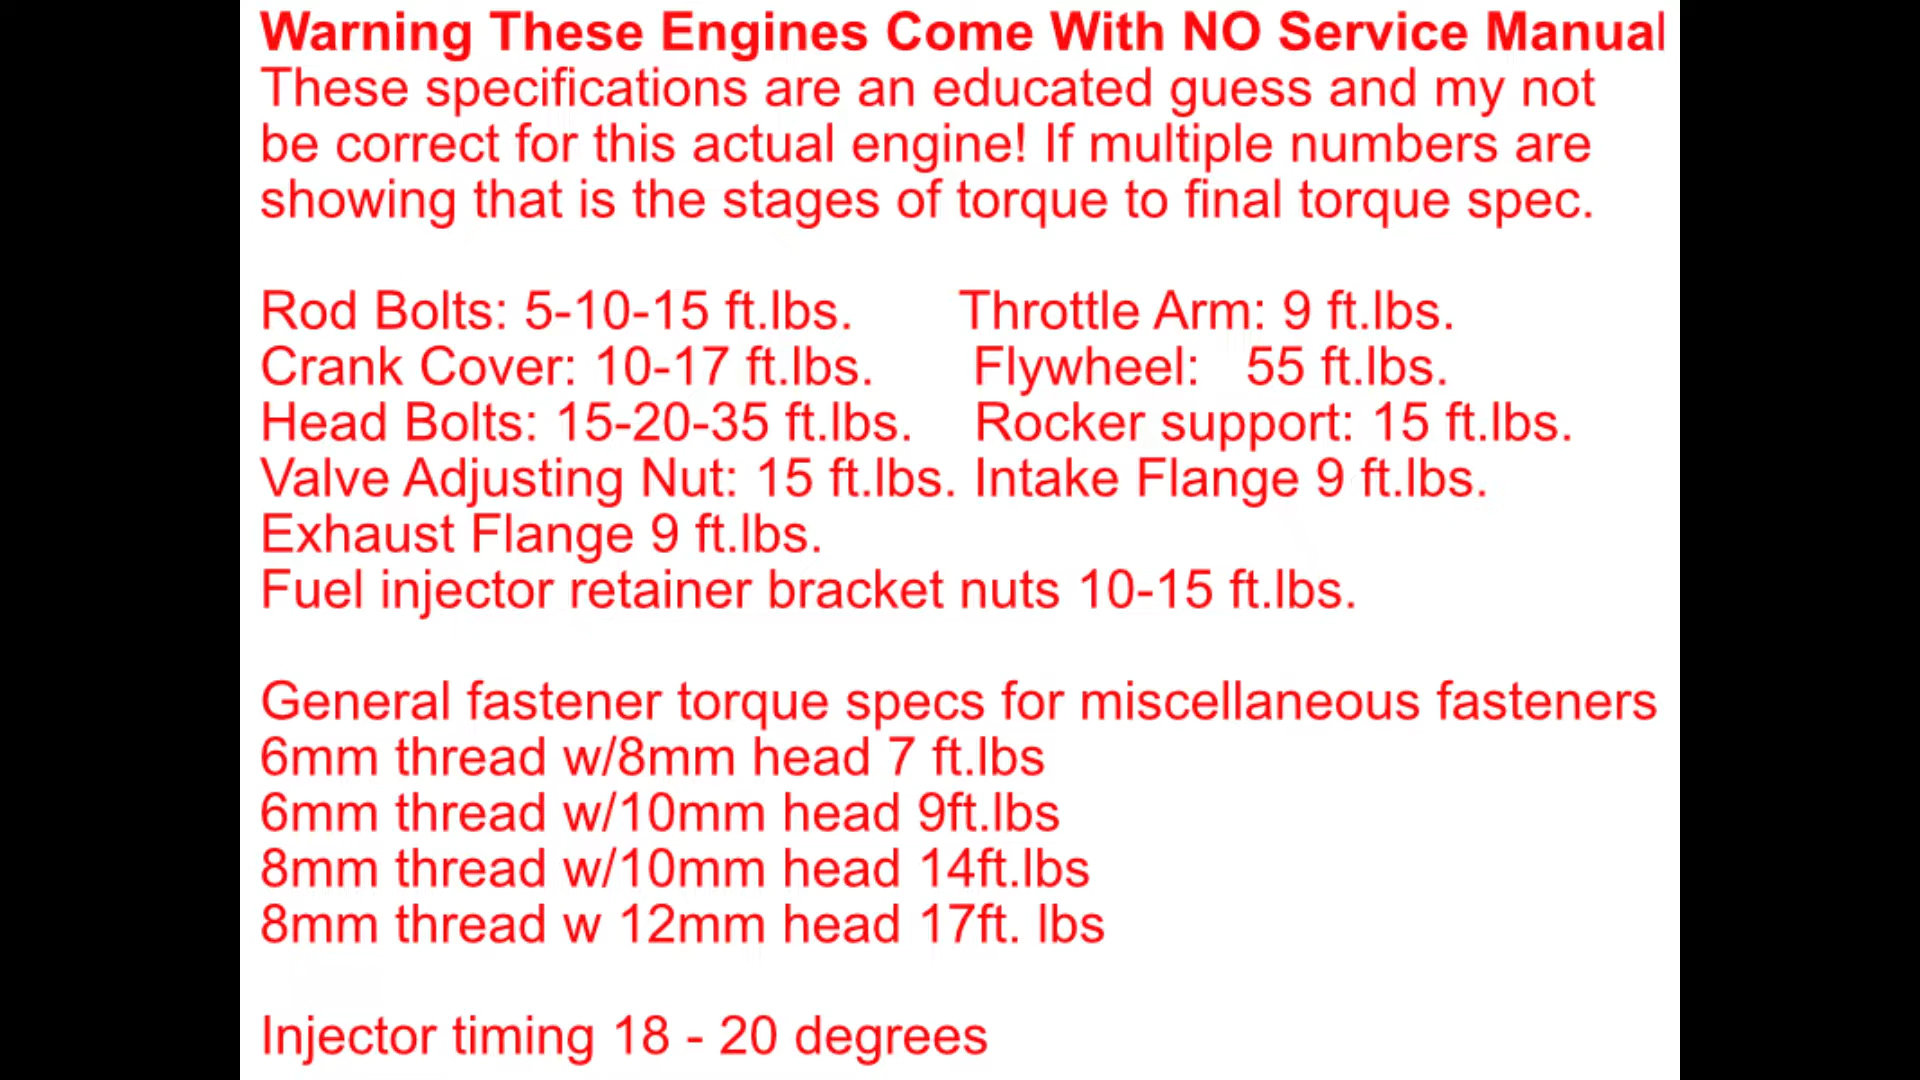 Warning These Engines Come With NO Service Manual
These specifications are an educated guess and my not
be correct for this actual engine! If multiple numbers are
showing that is the stages of torque to final torque spec.
Rod Bolts: 5-10-15 ft.lbs. Throttle Arm: 9 ft.lbs.
Crank Cover: 10-17 ft.lbs. Flywheel: 55 ft.lbs.
Head Bolts: 15-20-35 ft.lbs. Rocker support: 15 ft.lbs.
Valve Adjusting Nut: 15 ft.lbs. Intake Flange 9 ft.lbs.
Exhaust Flange 9 ft.lbs.
Fuel injector retainer bracket nuts 10-15 ft.lbs.
General fastener torque specs for miscellaneous fasteners
6mm thread w/8mm head 7 ft.lbs
6mm thread w/10mm head 9ft.lbs
8mm thread w/10mm head 14ft.lbs
8mm thread w 12mm head 17ft. lbs
Injector timing 18 - 20 degrees